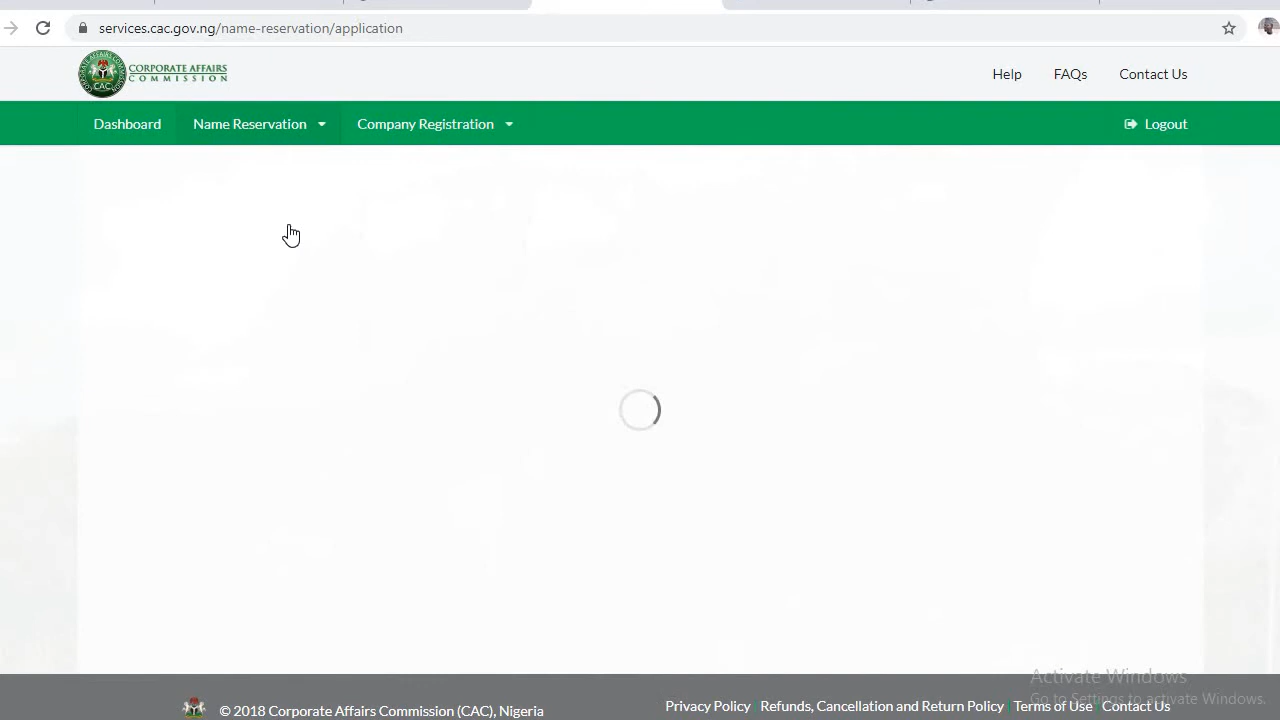 services.cac.gov.ng/name-reservation/application
CORPORATE AFFAIRS
COMMISSION
CAC
Help FAQs Contact Us
Dashboard Name Reservation Company Registration Logout
Activate Windows
Go to Settings to activate Windows.
© 2018 Corporate Affairs Commission (CAC), Nigeria
Privacy Policy Refunds, Cancellation and Return Policy Terms of Use Contact Us